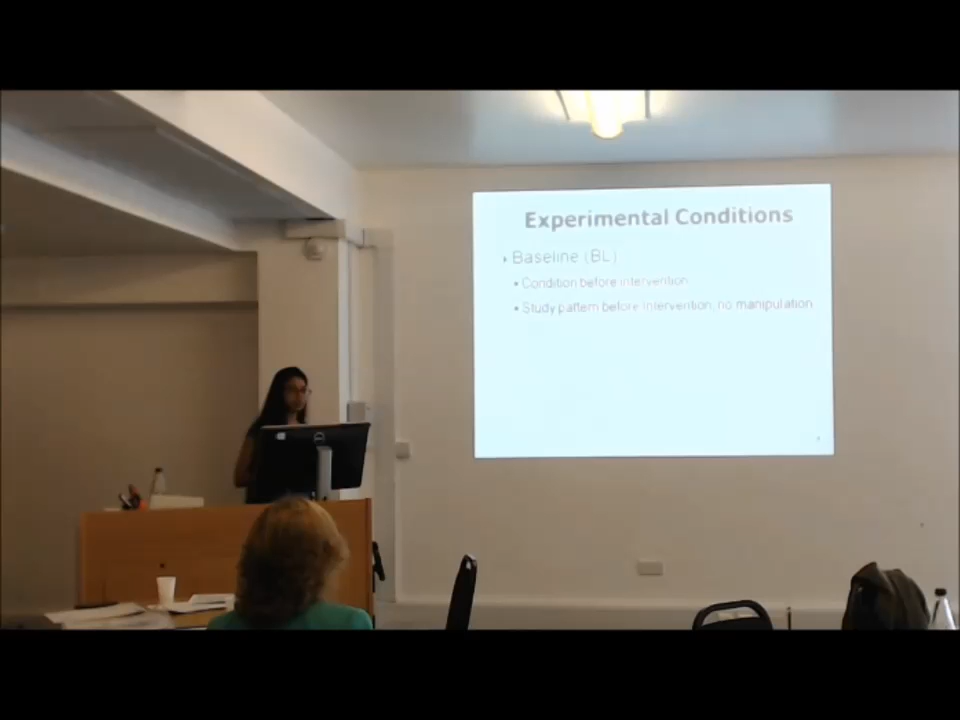 Experimental Conditions
Baseline (BL)
Condition before intervention
Study pattern before intervention, no manipulation